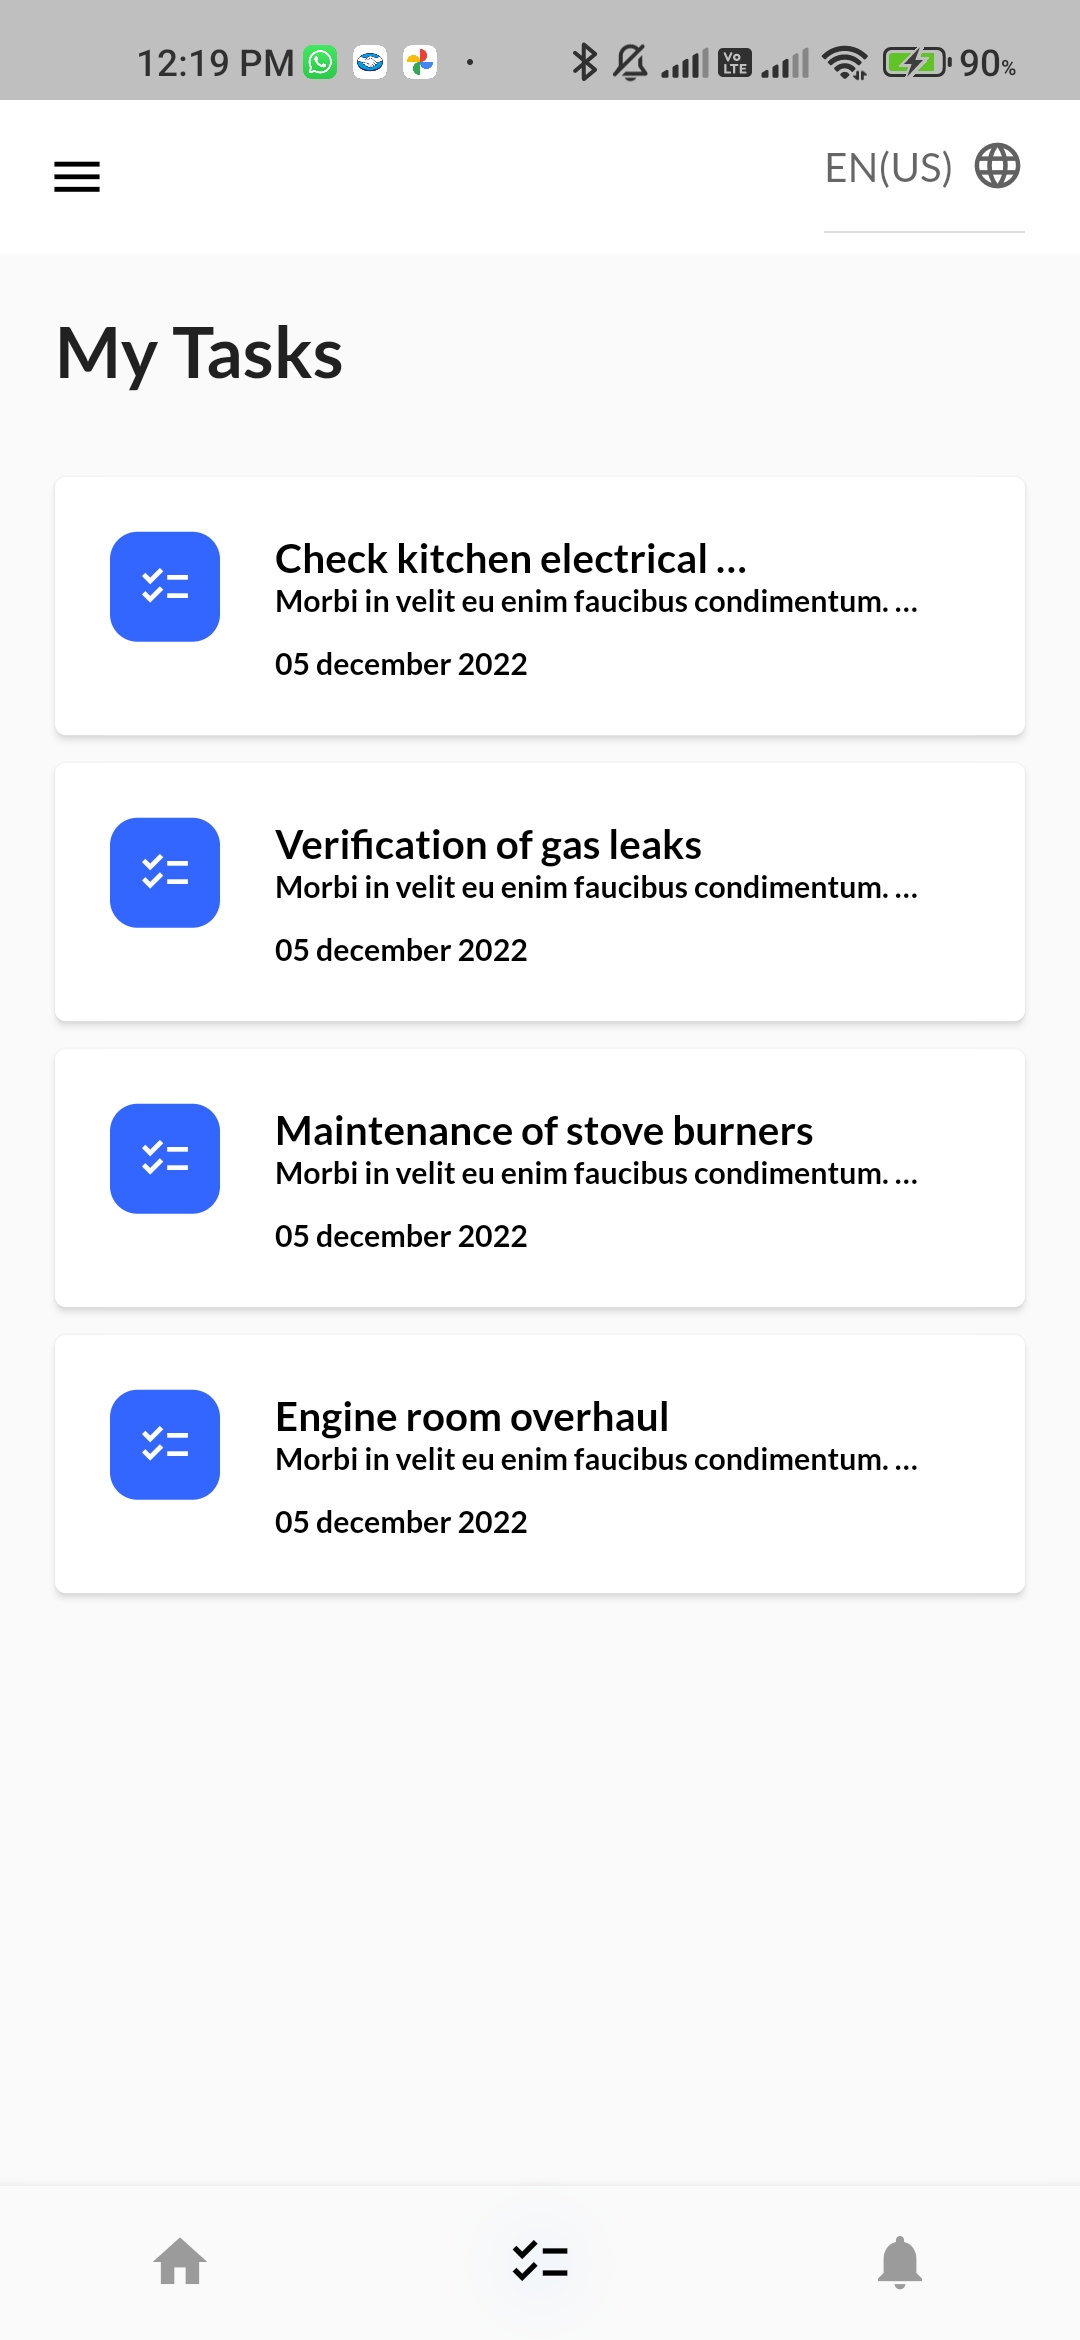 12:19 PM
Vo LTE
90%
EN(US)
My Tasks
Check kitchen electrical ...
Morbi in velit eu enim faucibus condimentum. ...
05 december 2022
Verification of gas leaks
Morbi in velit eu enim faucibus condimentum. ...
05 december 2022
Maintenance of stove burners
Morbi in velit eu enim faucibus condimentum. ...
05 december 2022
Engine room overhaul
Morbi in velit eu enim faucibus condimentum. ...
05 december 2022